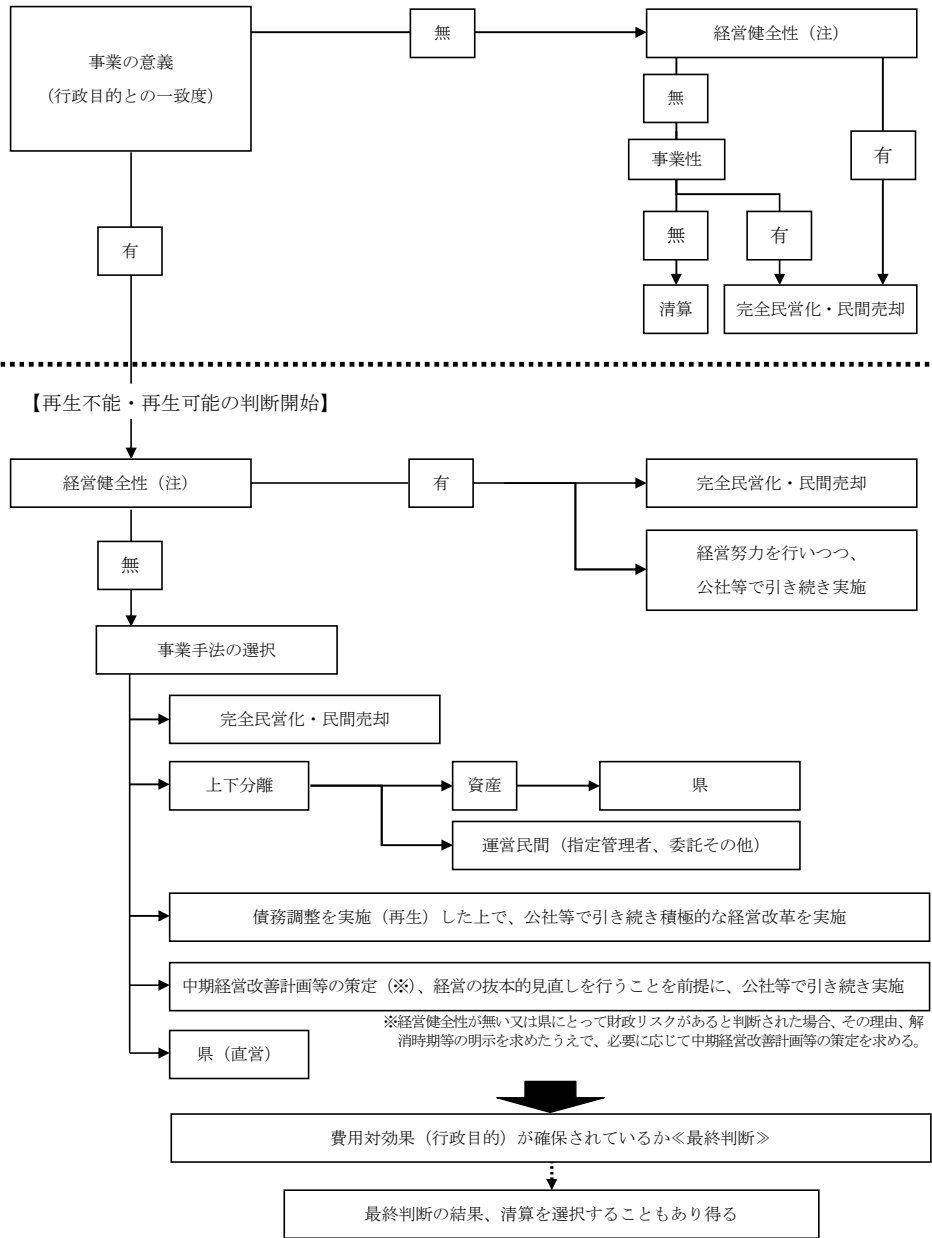 事業の意義
(行政目的との一致度)
無
経営健全性（注）
無
事業性
有
無
有
清算
完全民営化・民間売却
有
【再生不能・再生可能の判断開始】
経営健全性（注）
有
完全民営化・民間売却
経営努力を行いつつ、
公社等で引き続き実施
無
事業手法の選択
完全民営化・民間売却
上下分離
資産
県
運営民間（指定管理者、委託その他）
債務調整を実施（再生）した上で、公社等で引き続き積極的な経営改革を実施
中期経営改善計画等の策定（※）、経営の抜本的見直しを行うことを前提に、公社等で引き続き実施
※経営健全性が無い又は県にとって財政リスクがあると判断された場合、その理由、解
消時期等の明示を求めたうえで、必要に応じて中期経営改善計画等の策定を求める。
県（直営）
費用対効果（行政目的）が確保されているか≪最終判断≫
最終判断の結果、清算を選択することもあり得る